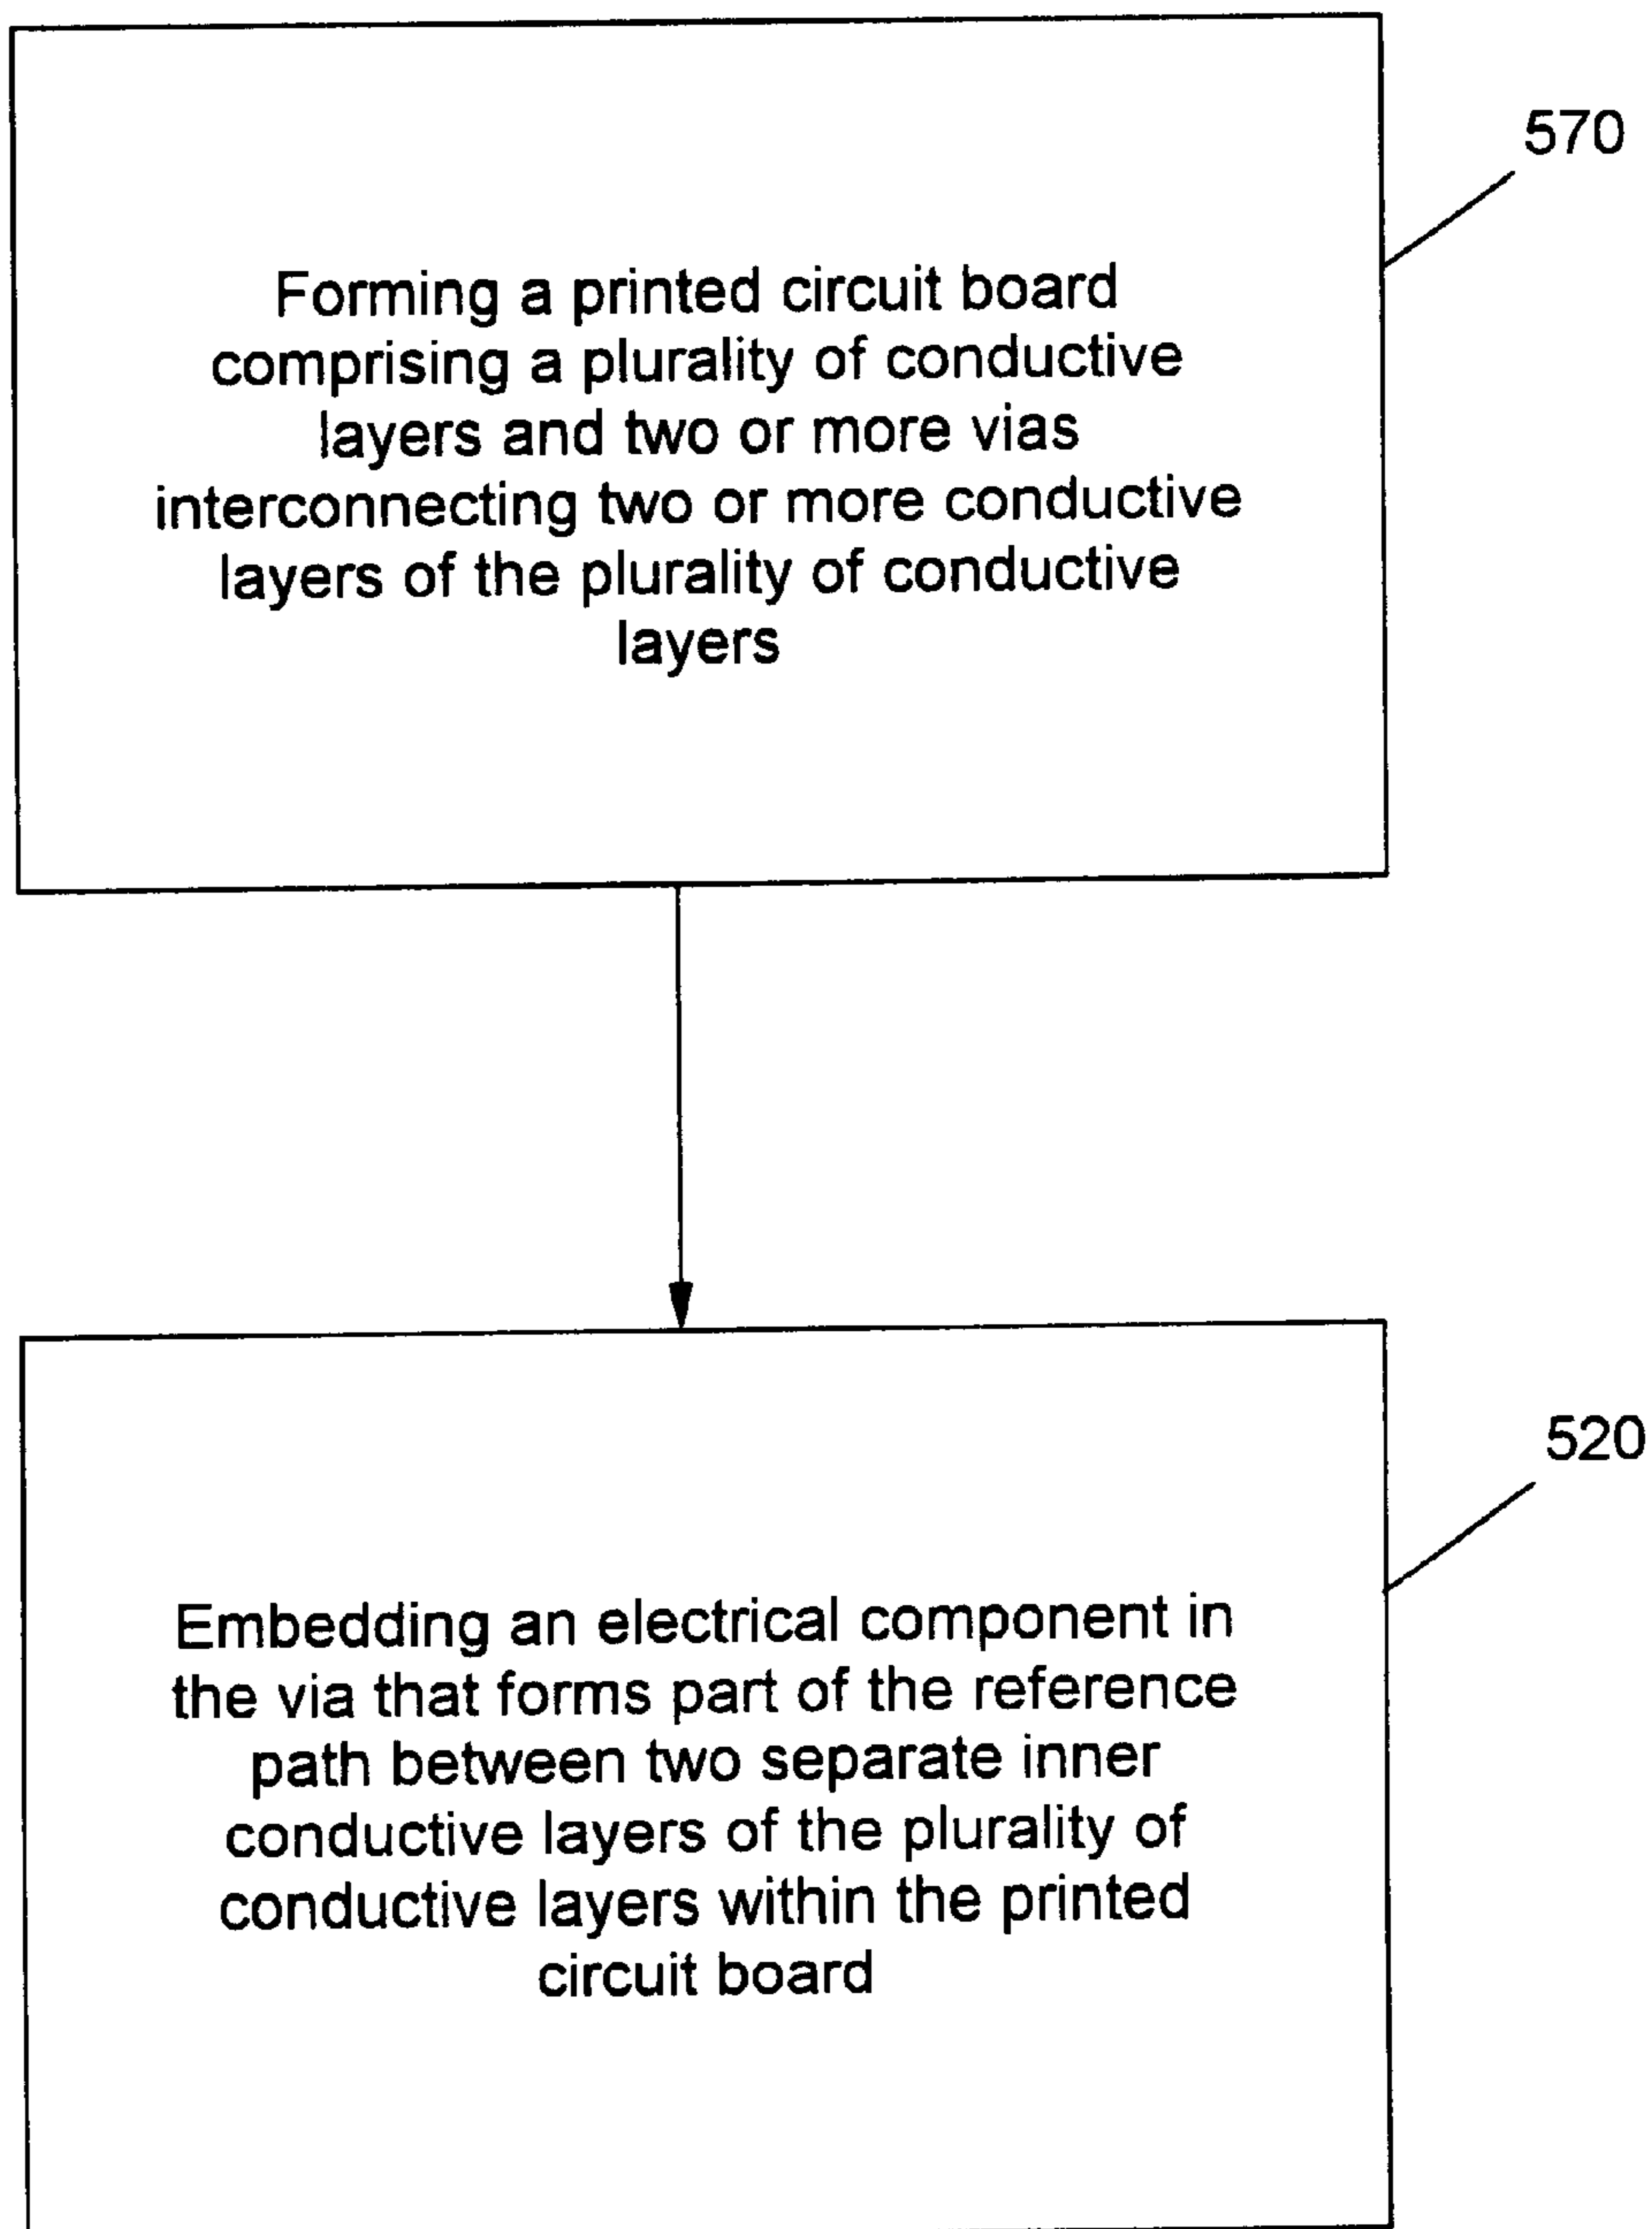 570
Forming a printed circuit board
comprising a plurality of conductive
layers and two or more vias
interconnecting two or more conductive
layers of the plurality of conductive
layers
520
Embedding an electrical component in
the via that forms part of the reference
path between two separate inner
conductive layers of the plurality of
conductive layers within the printed
circuit board